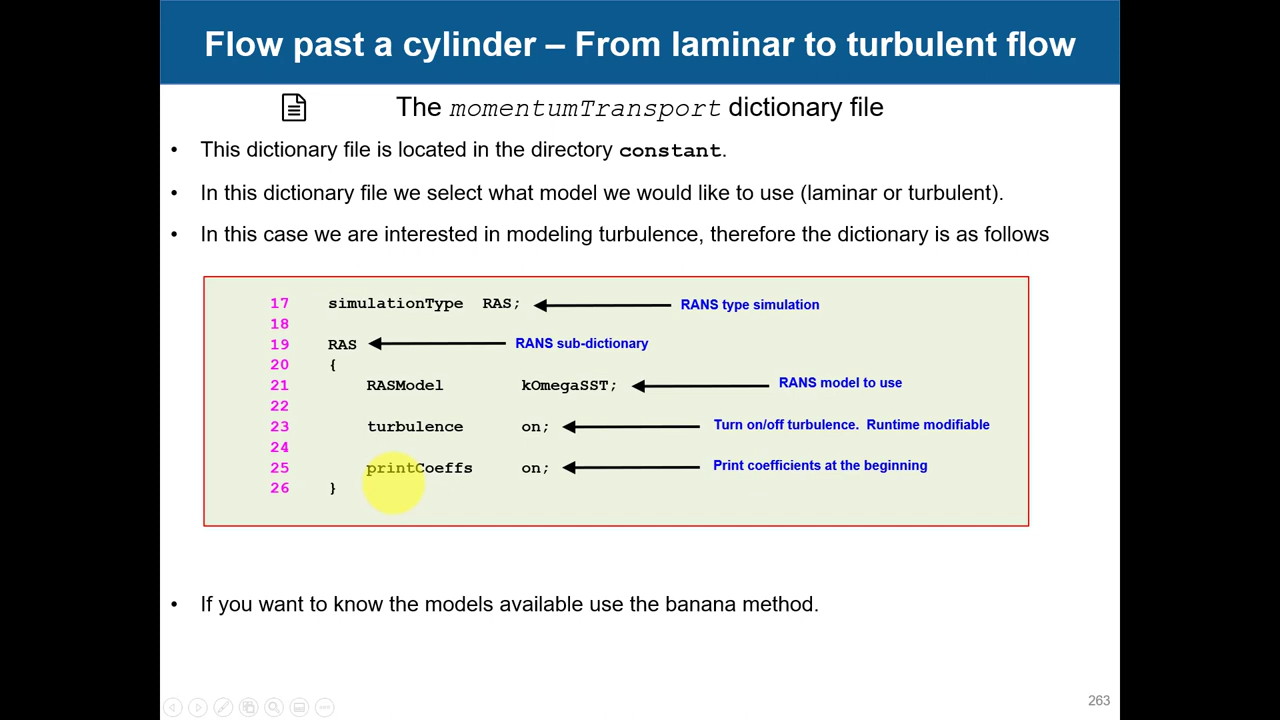 Flow past a cylinder – From laminar to turbulent flow
The momentumTransport dictionary file
• This dictionary file is located in the directory constant.
• In this dictionary file we select what model we would like to use (laminar or turbulent).
• In this case we are interested in modeling turbulence, therefore the dictionary is as follows
17 simulationType RAS; RANS type simulation
18
19 RAS RANS sub-dictionary
20 {
21 RASModel kOmegaSST; RANS model to use
22
23 turbulence on; Turn on/off turbulence. Runtime modifiable
24
25 printCoeffs on; Print coefficients at the beginning
26 }
• If you want to know the models available use the banana method.
263